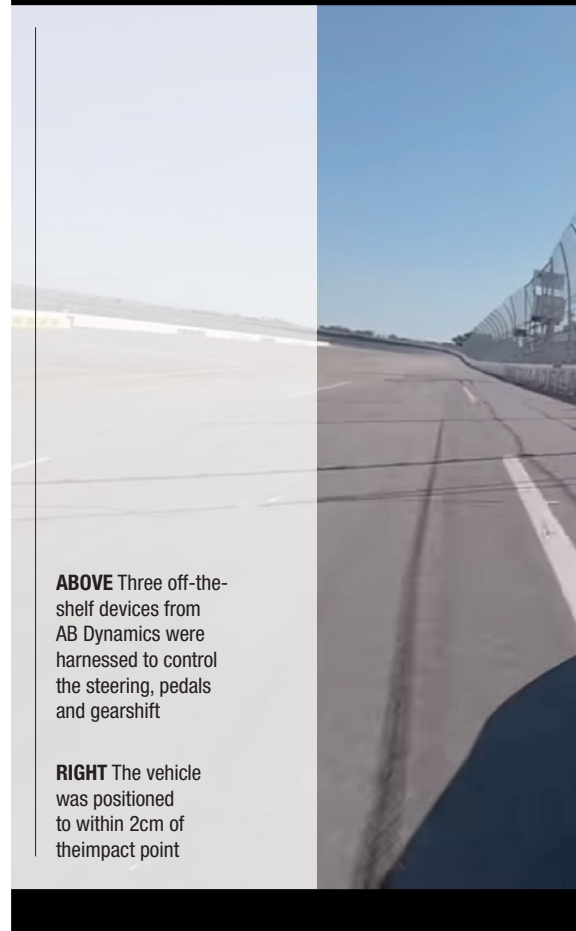 ABOVE Three off-the-
shelf devices from
AB Dynamics were
harnessed to control
the steering, pedals
and gearshift
RIGHT The vehicle
was positioned
to within 2cm of
theimpact point